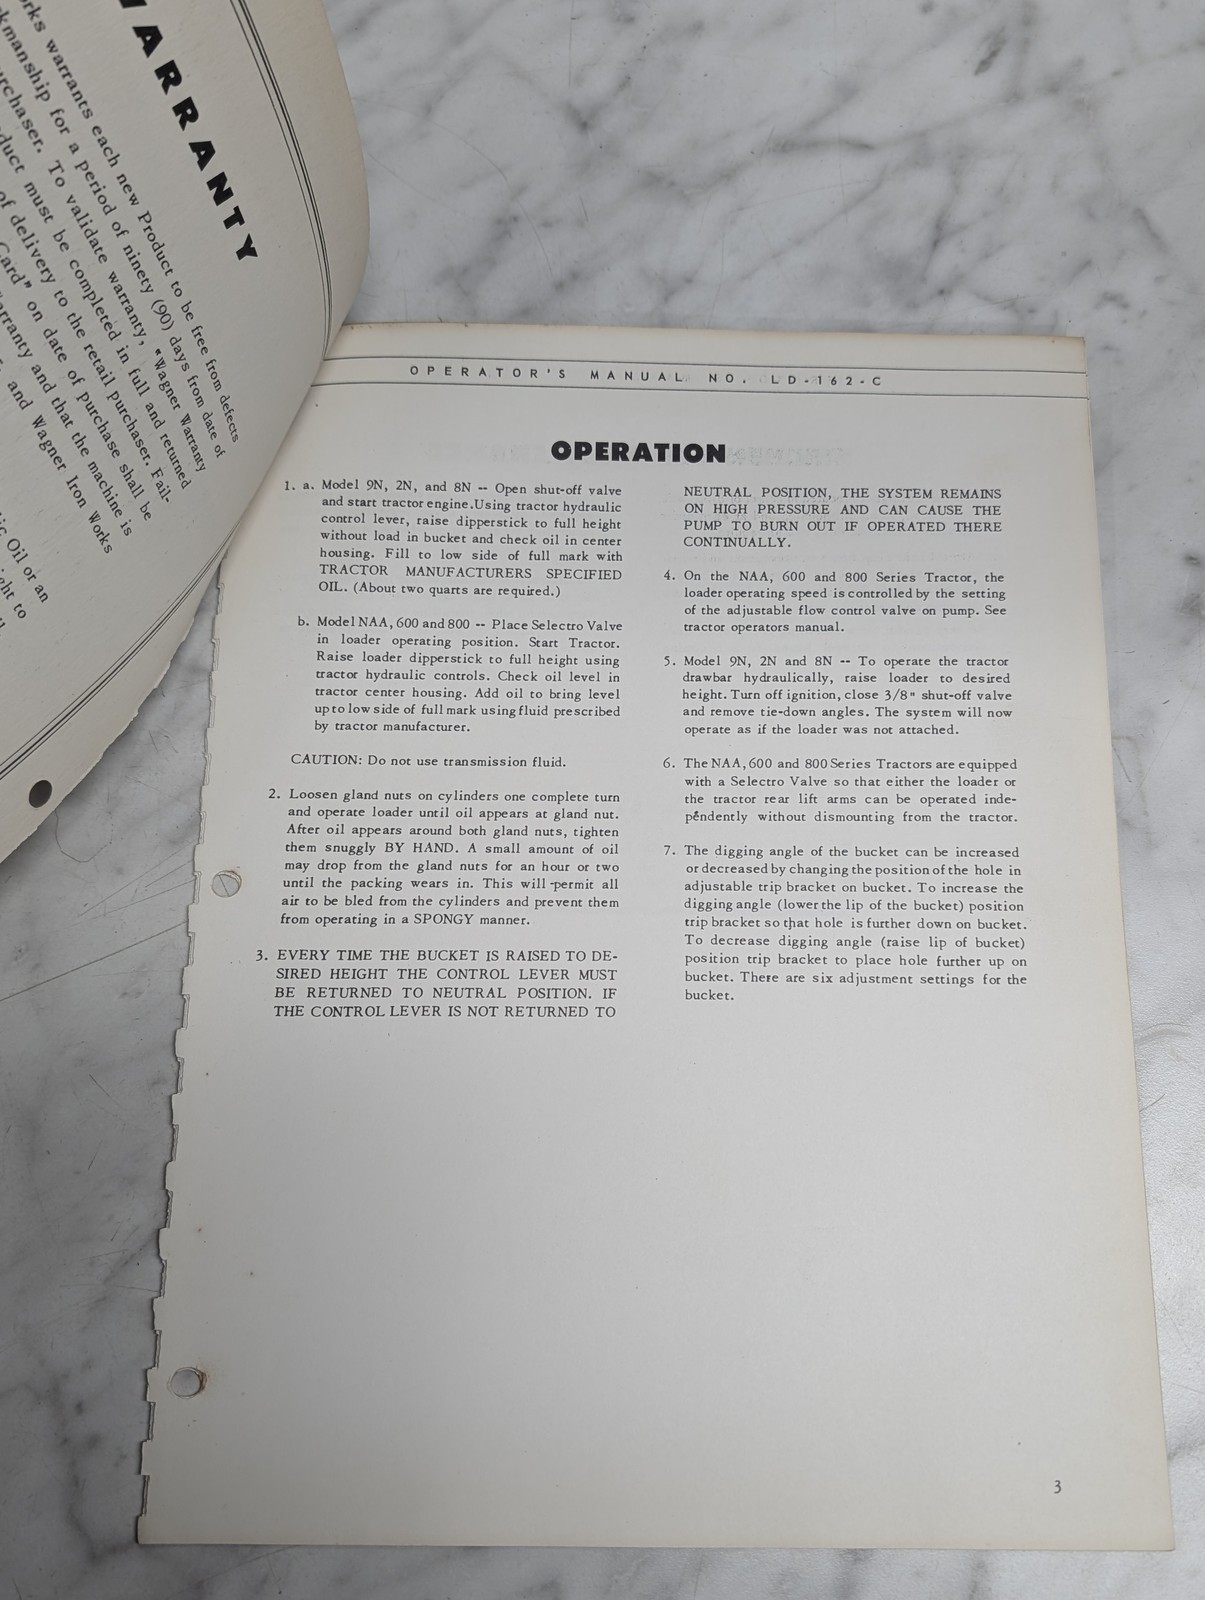 WARRANTY
rks warrants each new Product to be free from defects
kmanship for a period of ninety (90) days from date of
rchaser. To validate warranty, "Wagner Warranty
duct must be completed in full and returned
of delivery to the retail purchaser. Fail-
Card" on date of purchase shall be
arranty and that the machine is
and Wagner Iron Works
tic Oil or an
ght to
OPERATOR'S MANUAL NO. LD-162-C
OPERATION
1. a. Model 9N, 2N, and 8N -- Open shut-off valve
and start tractor engine.Using tractor hydraulic
control lever, raise dipperstick to full height
without load in bucket and check oil in center
housing. Fill to low side of full mark with
TRACTOR MANUFACTURERS SPECIFIED
OIL. (About two quarts are required.)
b. Model NAA, 600 and 800 -- Place Selectro Valve
in loader operating position. Start Tractor.
Raise loader dipperstick to full height using
tractor hydraulic controls. Check oil level in
tractor center housing. Add oil to bring level
up to low side of full mark using fluid prescribed
by tractor manufacturer.
CAUTION: Do not use transmission fluid.
2. Loosen gland nuts on cylinders one complete turn
and operate loader until oil appears at gland nut.
After oil appears around both gland nuts, tighten
them snuggly BY HAND. A small amount of oil
may drop from the gland nuts for an hour or two
until the packing wears in. This will -permit all
air to be bled from the cylinders and prevent them
from operating in a SPONGY manner.
3. EVERY TIME THE BUCKET IS RAISED TO DE-
SIRED HEIGHT THE CONTROL LEVER MUST
BE RETURNED TO NEUTRAL POSITION. IF
THE CONTROL LEVER IS NOT RETURNED TO
NEUTRAL POSITION, THE SYSTEM REMAINS
ON HIGH PRESSURE AND CAN CAUSE THE
PUMP TO BURN OUT IF OPERATED THERE
CONTINUALLY.
4. On the NAA, 600 and 800 Series Tractor, the
loader operating speed is controlled by the setting
of the adjustable flow control valve on pump. See
tractor operators manual.
5. Model 9N, 2N and 8N -- To operate the tractor
drawbar hydraulically, raise loader to desired
height. Turn off ignition, close 3/8" shut-off valve
and remove tie-down angles. The system will now
operate as if the loader was not attached.
6. The NAA, 600 and 800 Series Tractors are equipped
with a Selectro Valve so that either the loader or
the tractor rear lift arms can be operated inde-
pendently without dismounting from the tractor.
7. The digging angle of the bucket can be increased
or decreased by changing the position of the hole in
adjustable trip bracket on bucket. To increase the
digging angle (lower the lip of the bucket) position
trip bracket so that hole is further down on bucket.
To decrease digging angle (raise lip of bucket)
position trip bracket to place hole further up on
bucket. There are six adjustment settings for the
bucket.
3